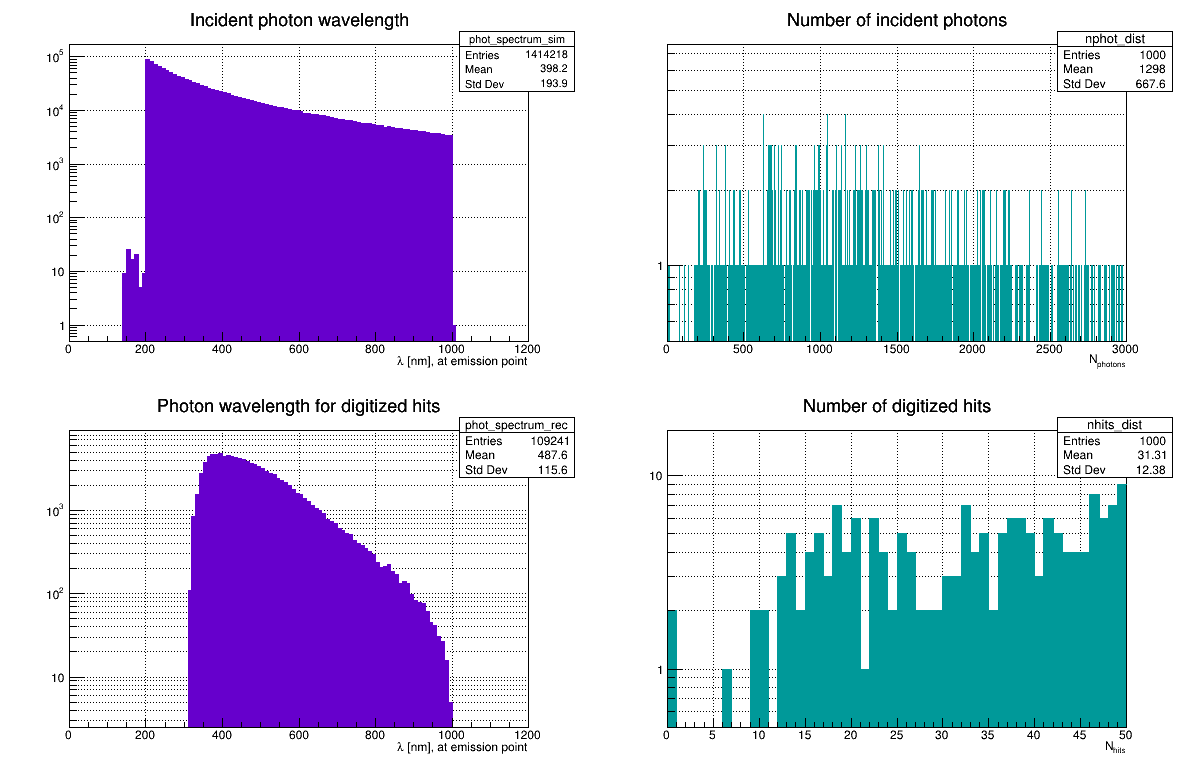 Incident photon wavelength
phot_spectrum_sim
Entries 1414218
Mean 398.2
Std Dev 193.9
10^5
10^4
10^3
10^2
10
1
0 200 400 600 800 1000 1200
λ [nm], at emission point
Number of incident photons
nphot_dist
Entries 1000
Mean 1298
Std Dev 667.6
1
0 500 1000 1500 2000 2500 3000
N_photons
Photon wavelength for digitized hits
phot_spectrum_rec
Entries 109241
Mean 487.6
Std Dev 115.6
10^3
10^2
10
0 200 400 600 800 1000 1200
λ [nm], at emission point
Number of digitized hits
nhits_dist
Entries 1000
Mean 31.31
Std Dev 12.38
10
1
0 5 10 15 20 25 30 35 40 45 50
N_hits